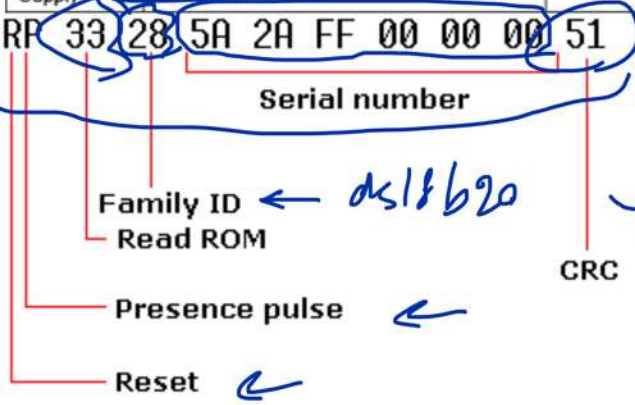 RP 33 28 5A 2A FF 00 00 00 51
Serial number
Family ID ← ds18b20
Read ROM
CRC
Presence pulse
Reset